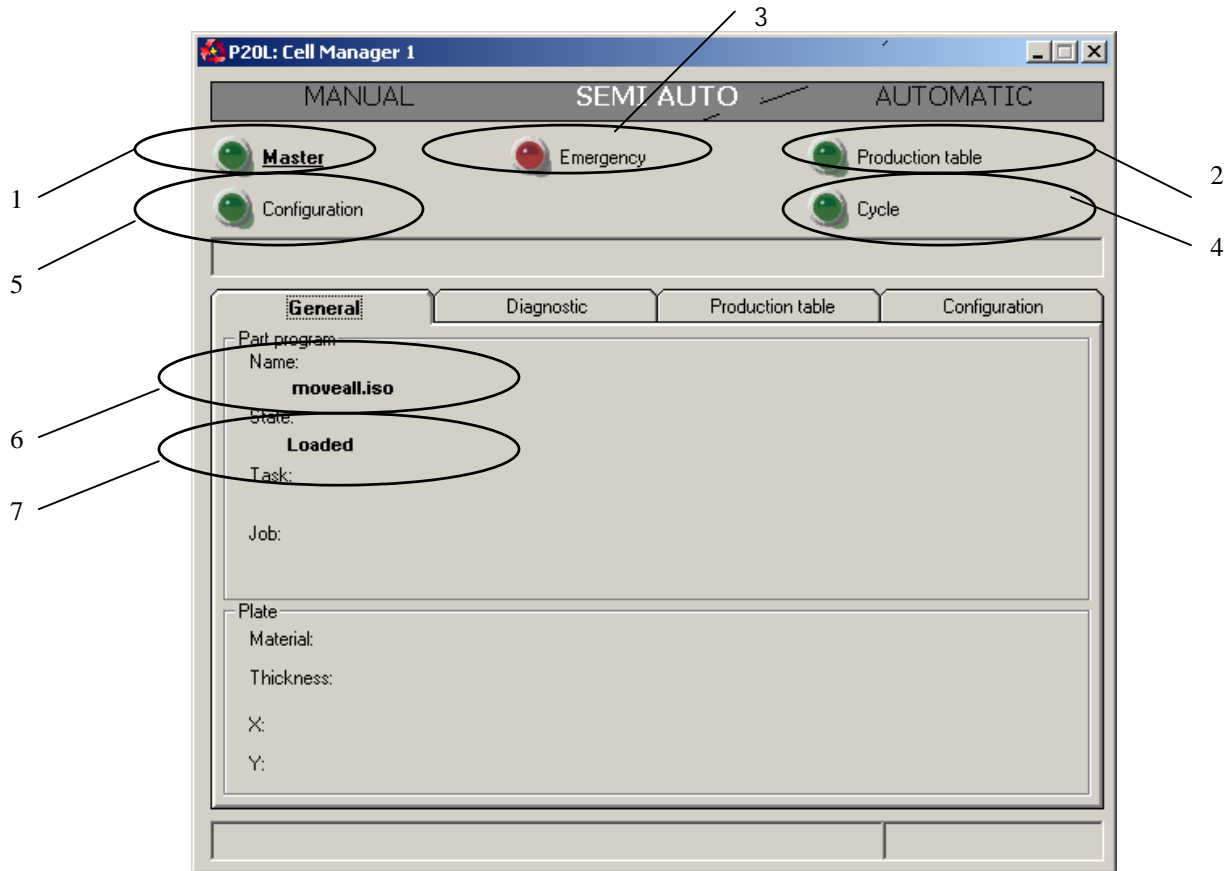 3
P20L: Cell Manager 1
MANUAL SEMI AUTO AUTOMATIC
Master Emergency Production table
1 2
Configuration Cycle
4
5
General Diagnostic Production table Configuration
Part program
Name:
moveall.iso
6
State:
Loaded
Task:
7
Job:
Plate
Material:
Thickness:
X:
Y: